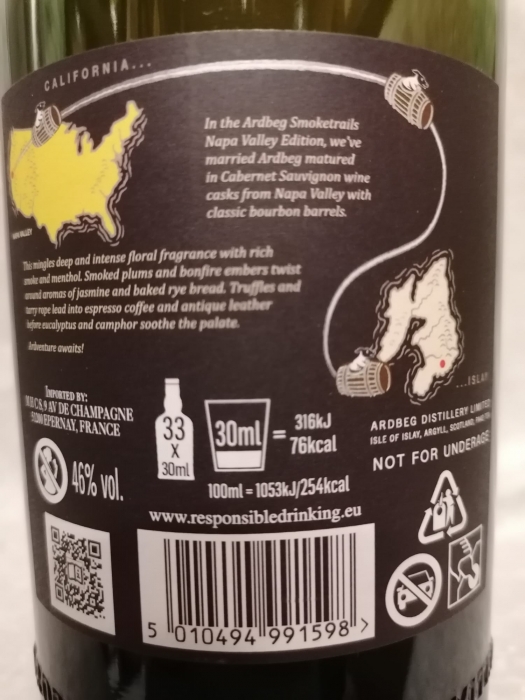 CALIFORNIA...
In the Ardbeg Smoketrails
Napa Valley Edition, we've
married Ardbeg matured
in Cabernet Sauvignon wine
casks from Napa Valley with
classic bourbon barrels.
NAPA VALLEY
This mingles deep and intense floral fragrance with rich
smoke and menthol. Smoked plums and bonfire embers twist
around aromas of jasmine and baked rye bread. Truffles and
tarry rope lead into espresso coffee and antique leather
before eucalyptus and camphor soothe the palate.
Ardventure awaits!
...ISLAY
IMPORTED BY:
9 AV DE CHAMPAGNE
51200 EPERNAY, FRANCE
33
X
30ml
30ml
=
316kJ
76kcal
100ml = 1053kJ/254kcal
46% vol.
ARDBEG DISTILLERY LIMITED
ISLE OF ISLAY, ARGYLL, SCOTLAND,
NOT FOR UNDERAGE
www.responsibledrinking.eu
5 010494 991598 >